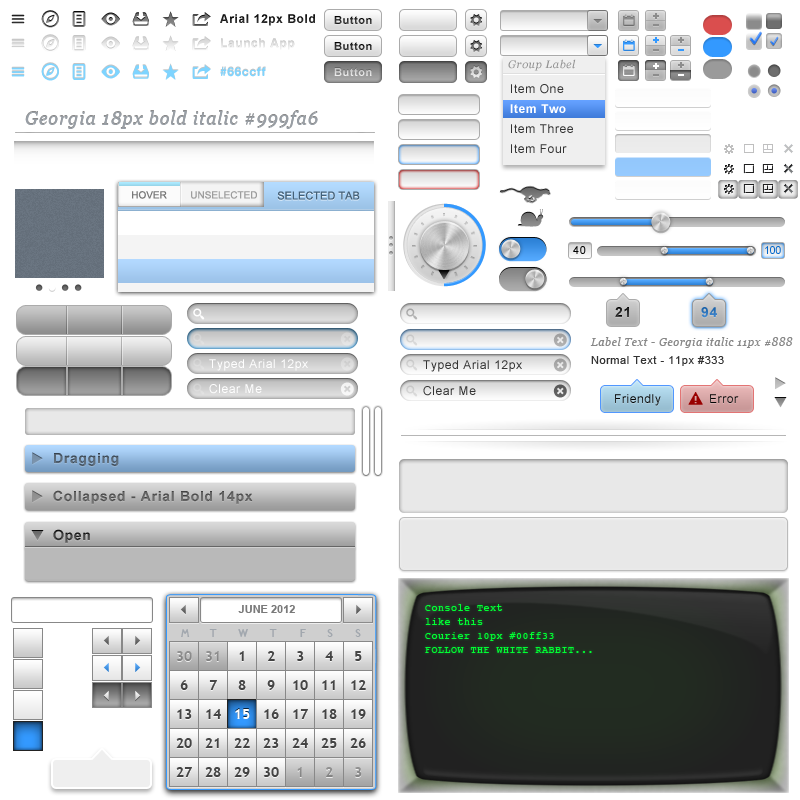 Arial 12px Bold
Button
Launch App
Button
#66ccff
Button
Group Label
Item One
Item Two
Item Three
Item Four
Georgia 18px bold italic #999fa6
HOVER
UNSELECTED
SELECTED TAB
40
100
21
94
Label Text - Georgia italic 11px #888
Normal Text - 11px #333
Typed Arial 12px
Clear Me
Typed Arial 12px
Clear Me
Friendly
Error
Dragging
Collapsed - Arial Bold 14px
Open
JUNE 2012
M T W T F S S
30 31 1 2 3 4 5
6 7 8 9 10 11 12
13 14 15 16 17 18 19
20 21 22 23 24 25 26
27 28 29 30 1 2 3
Console Text
like this
Courier 10px #00ff33
FOLLOW THE WHITE RABBIT...